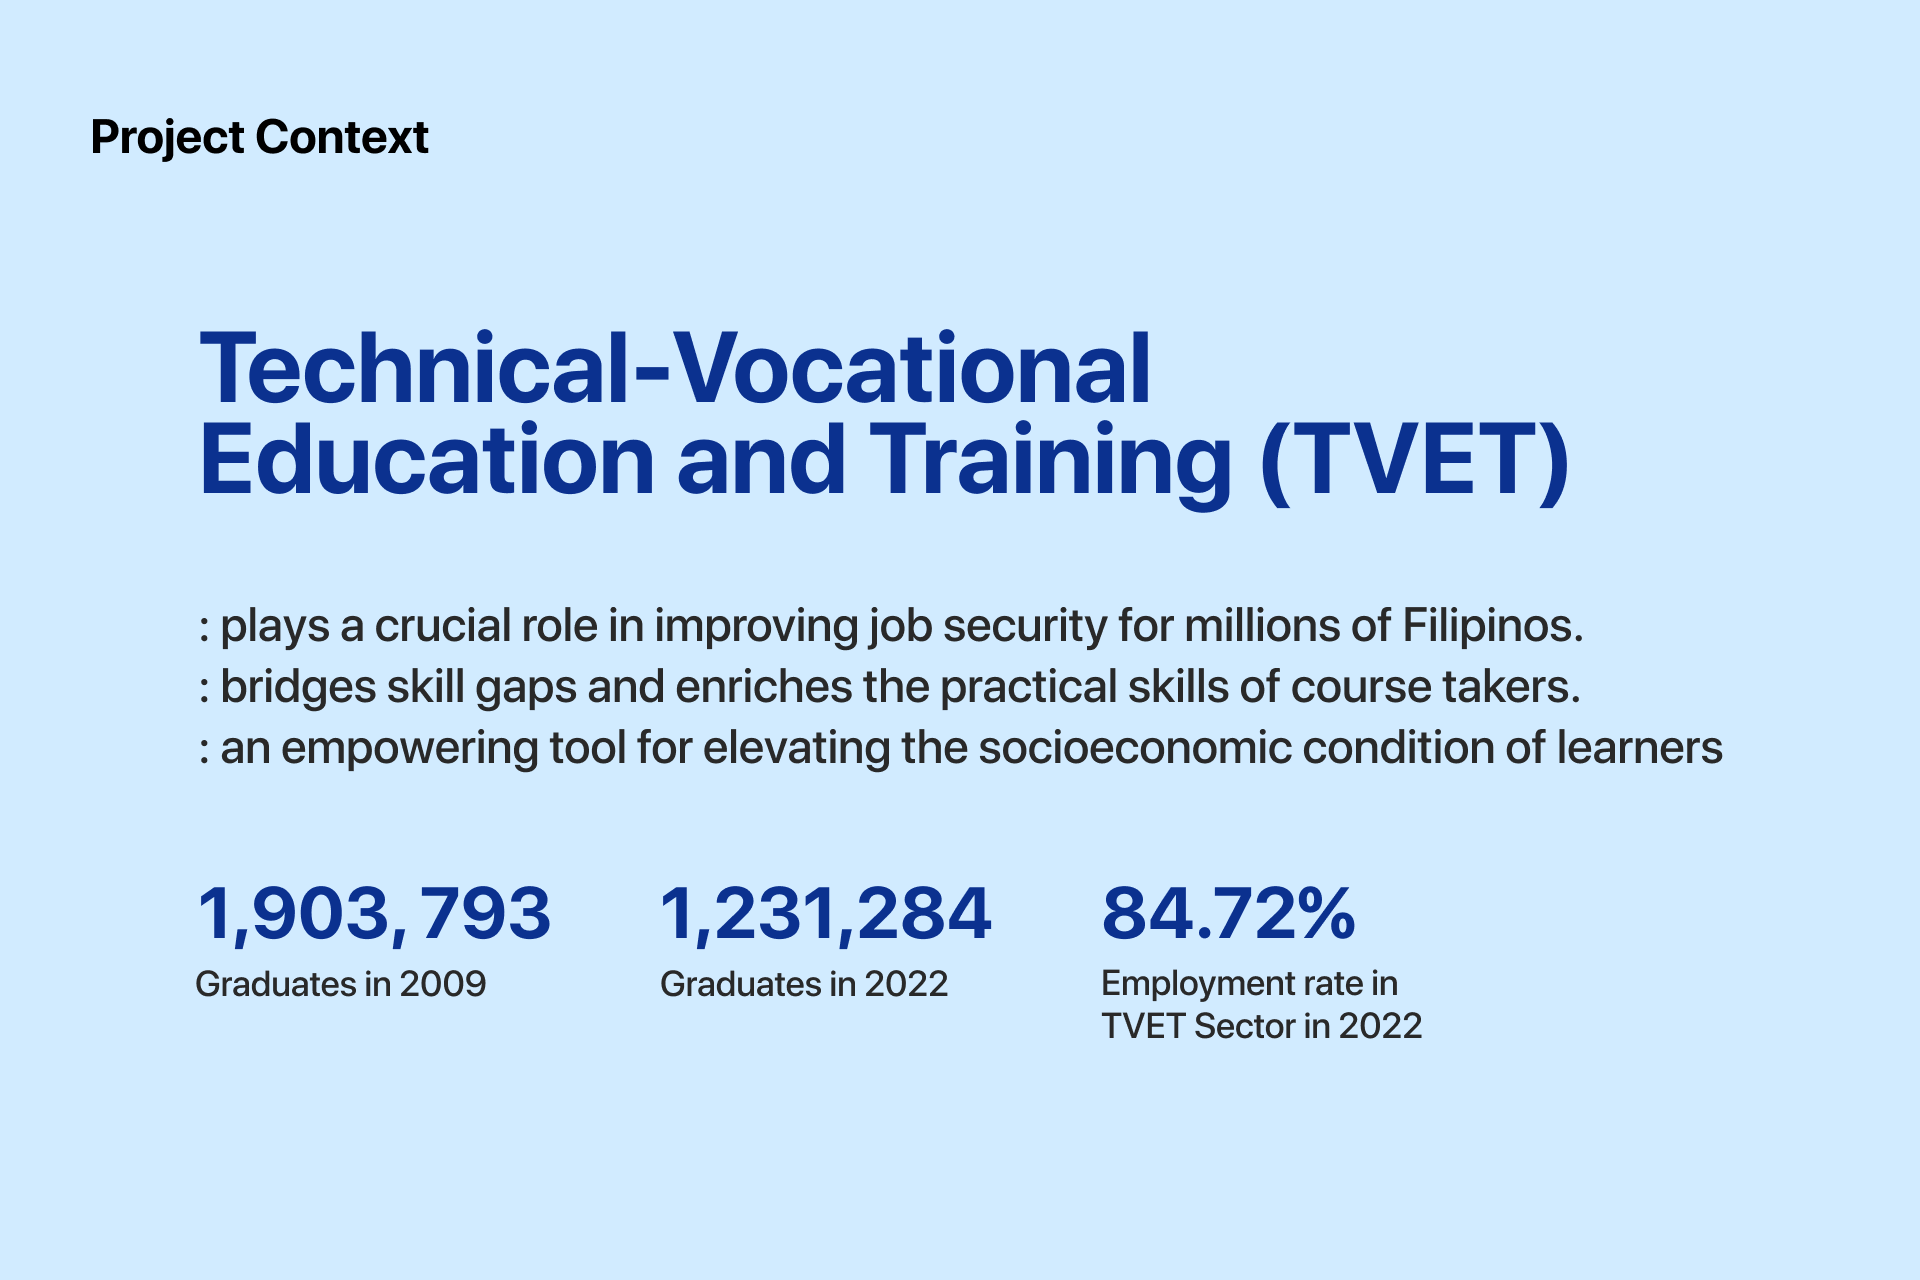 Project Context
Technical-Vocational
Education and Training (TVET)
: plays a crucial role in improving job security for millions of Filipinos.
: bridges skill gaps and enriches the practical skills of course takers.
: an empowering tool for elevating the socioeconomic condition of learners
1,903, 793
1,231,284
84.72%
Graduates in 2009
Graduates in 2022
Employment rate in
TVET Sector in 2022